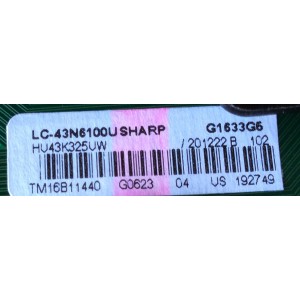 LC-43N6100U SHARP G1633G6
HU43K325UW / 201222 B 102
TM16B11440 G0623 04 US 192749